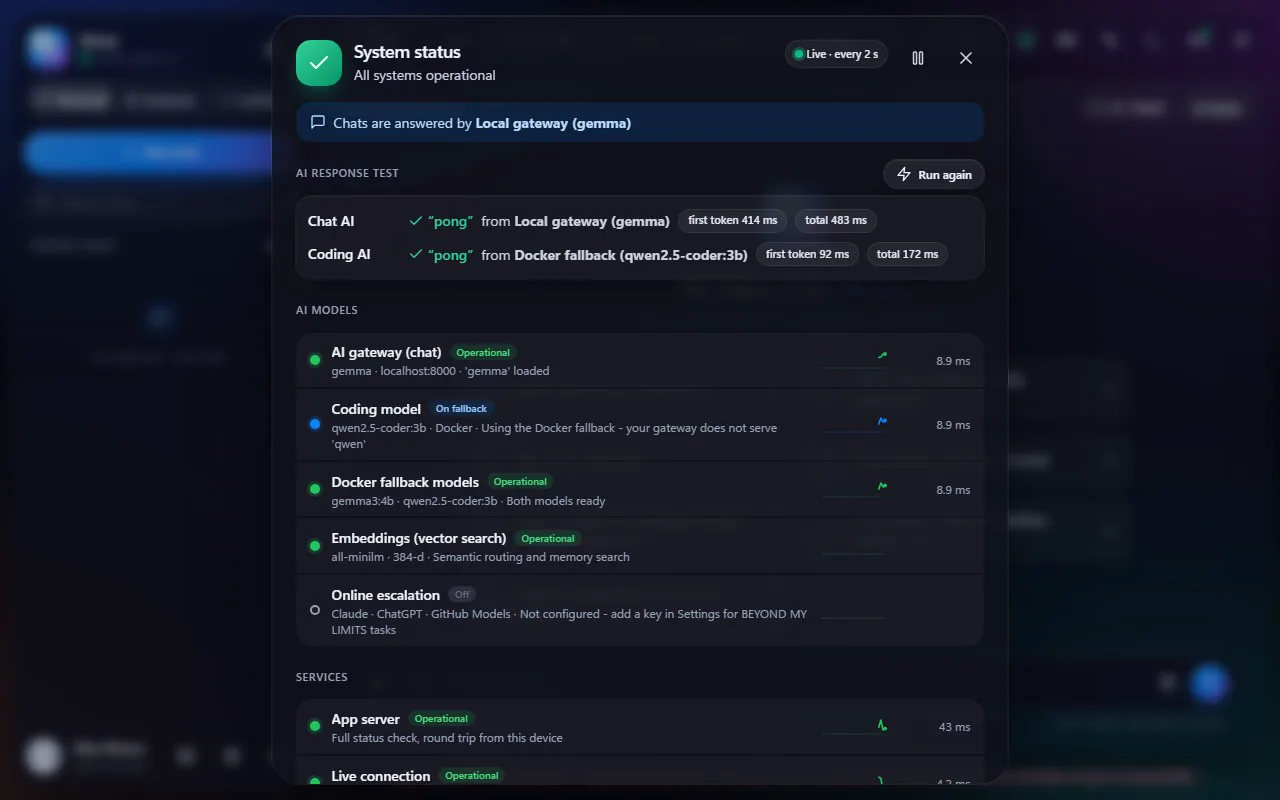 System status
All systems operational
Live · every 2 s
Chats are answered by Local gateway (gemma)
AI RESPONSE TEST
Run again
Chat AI ✓ “pong” from Local gateway (gemma) first token 414 ms total 483 ms
Coding AI ✓ “pong” from Docker fallback (qwen2.5-coder:3b) first token 92 ms total 172 ms
AI MODELS
AI gateway (chat) Operational
gemma · localhost:8000 · 'gemma' loaded
8.9 ms
Coding model On fallback
qwen2.5-coder:3b · Docker · Using the Docker fallback - your gateway does not serve
'qwen'
8.9 ms
Docker fallback models Operational
gemma3:4b · qwen2.5-coder:3b · Both models ready
8.9 ms
Embeddings (vector search) Operational
all-minilm · 384-d · Semantic routing and memory search
Online escalation Off
Claude · ChatGPT · GitHub Models · Not configured - add a key in Settings for BEYOND MY
LIMITS tasks
SERVICES
App server Operational
Full status check, round trip from this device
43 ms
Live connection Operational